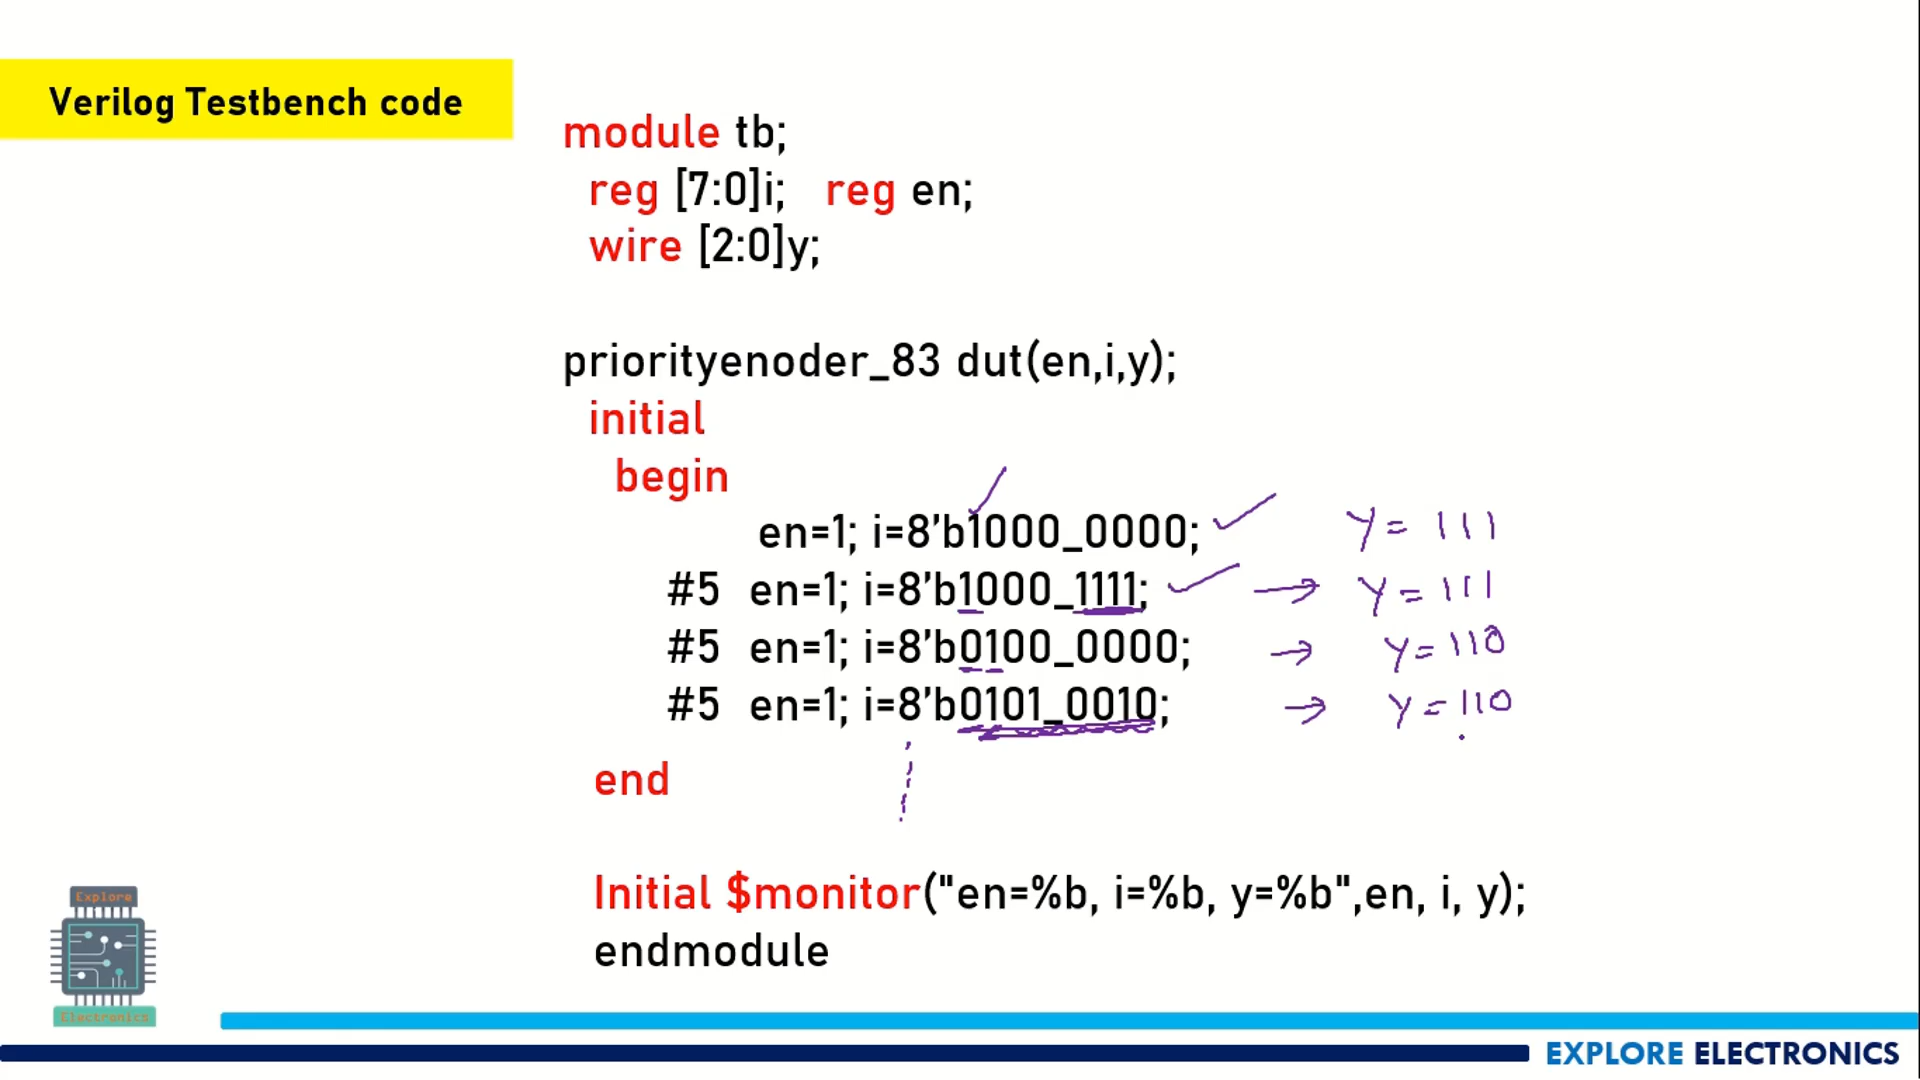 Verilog Testbench code
module tb;
reg [7:0]i; reg en;
wire [2:0]y;
priorityenoder_83 dut(en,i,y);
initial
begin
en=1; i=8'b1000_0000; Y = 111
#5 en=1; i=8'b1000_1111; → Y = 111
#5 en=1; i=8'b0100_0000; → Y = 110
#5 en=1; i=8'b0101_0010; → Y = 110
end
Initial $monitor("en=%b, i=%b, y=%b",en, i, y);
endmodule
Explore
Electronics
EXPLORE ELECTRONICS